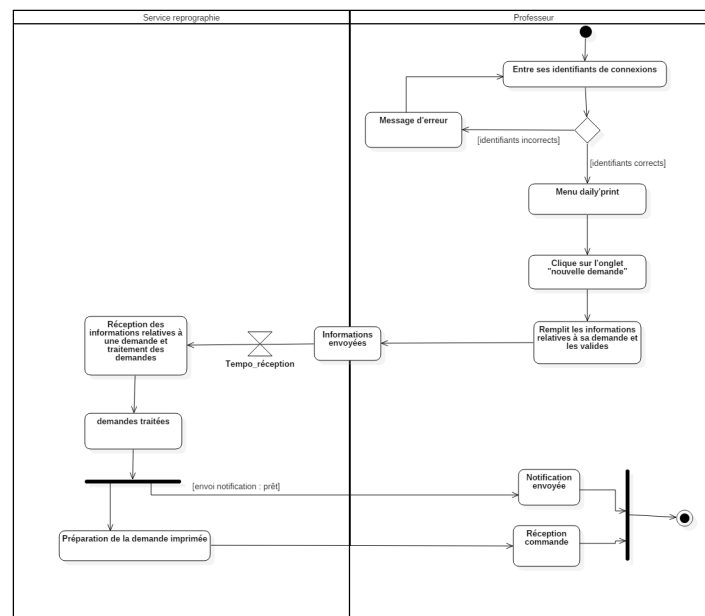 Service reprographie
Professeur
Entre ses identifiants de connexions
Message d'erreur
[identifiants incorrects]
[identifiants corrects]
Menu daily'print
Clique sur l'onglet
"nouvelle demande"
Remplit les informations
relatives à sa demande et
les valides
Informations
envoyées
Tempo_réception
Réception des
informations relatives à
une demande et
traitement des
demandes
demandes traitées
[envoi notification : prêt]
Notification
envoyée
Préparation de la demande imprimée
Réception
commande